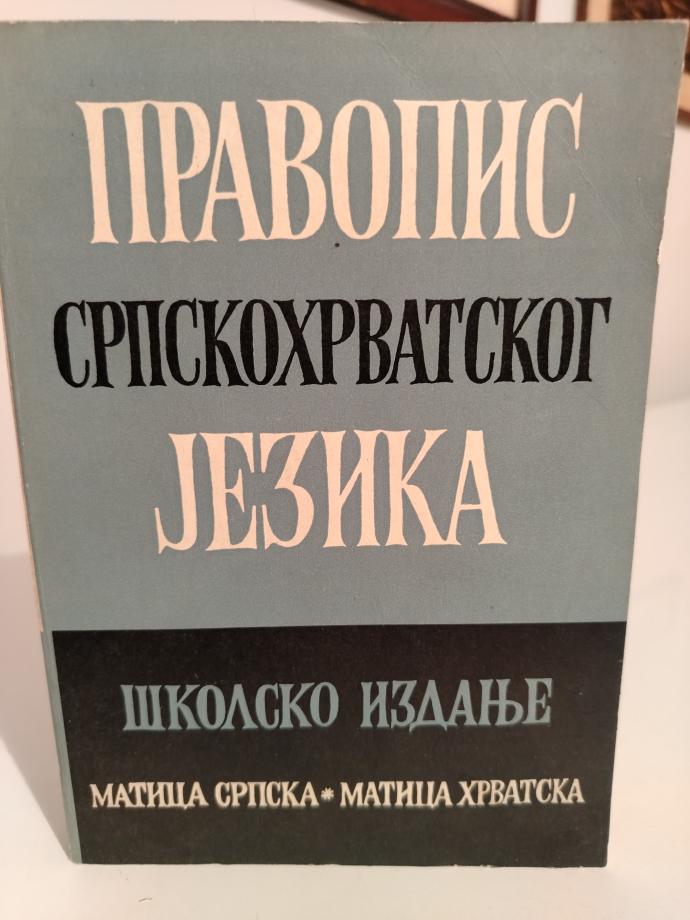 ПРАВОПИС
СРПСКОХРВАТСКОГ
ЈЕЗИКА
ШКОЛСКО ИЗДАЊЕ
МАТИЦА СРПСКА * МАТИЦА ХРВАТСКА